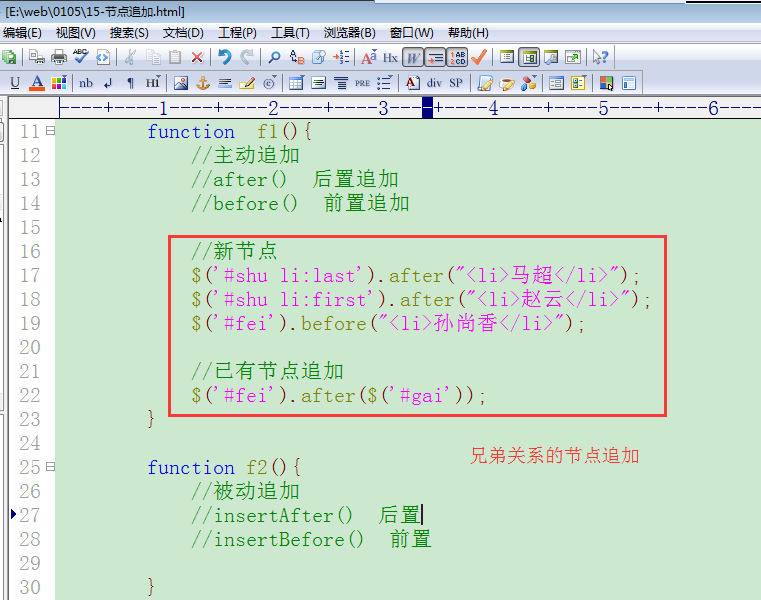 [E:\web\0105\15-节点追加.html]
编辑(E) 视图(V) 搜索(S) 文档(D) 工程(P) 工具(T) 浏览器(B) 窗口(W) 帮助(H)
ABC Hx W 1AB 2CD
U A nb ¶ Hi PRE A div SP
1 2 3 4 5 6
11 function f1(){
12 //主动追加
13 //after() 后置追加
14 //before() 前置追加
15
16 //新节点
17 $('#shu li:last').after("<li>马超</li>");
18 $('#shu li:first').after("<li>赵云</li>");
19 $('#fei').before("<li>孙尚香</li>");
20
21 //已有节点追加
22 $('#fei').after($('#gai'));
23 }
24
兄弟关系的节点追加
25 function f2(){
26 //被动追加
27 //insertAfter() 后置
28 //insertBefore() 前置
29
30 }